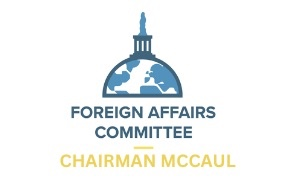 FOREIGN AFFAIRS
COMMITTEE
CHAIRMAN MCCAUL